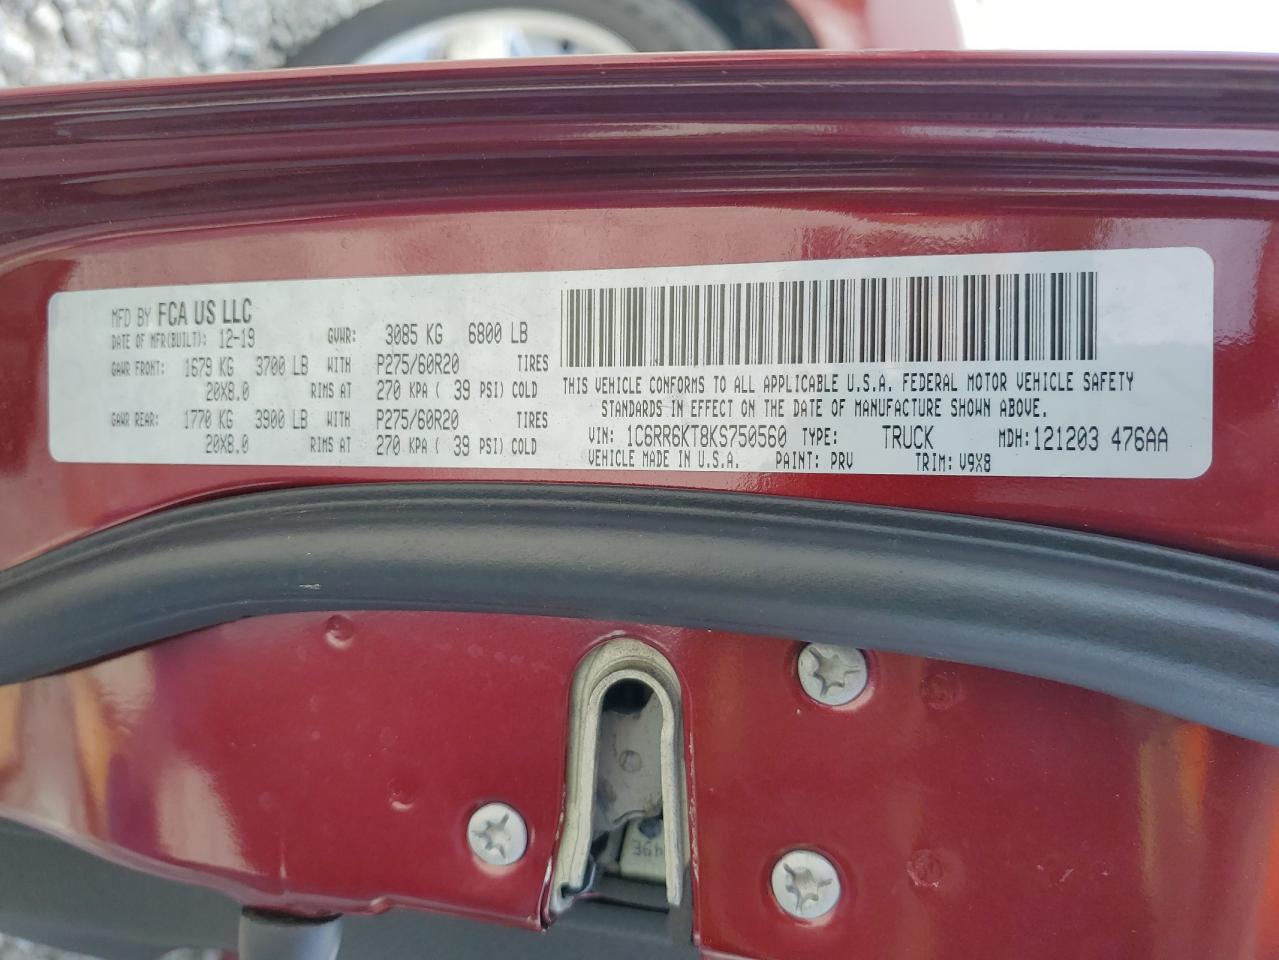 MFD BY FCA US LLC
DATE OF MFR(BUILT): 12-19 GVWR: 3085 KG 6800 LB
GAWR FRONT: 1679 KG 3700 LB WITH P275/60R20 TIRES
20X8.0 RIMS AT 270 KPA ( 39 PSI) COLD
GAWR REAR: 1770 KG 3900 LB WITH P275/60R20 TIRES
20X8.0 RIMS AT 270 KPA ( 39 PSI) COLD
THIS VEHICLE CONFORMS TO ALL APPLICABLE U.S.A. FEDERAL MOTOR VEHICLE SAFETY
STANDARDS IN EFFECT ON THE DATE OF MANUFACTURE SHOWN ABOVE.
VIN: 1C6RR6KT8KS750560 TYPE: TRUCK MDH: 121203 476AA
VEHICLE MADE IN U.S.A. PAINT: PRV TRIM: V9X8